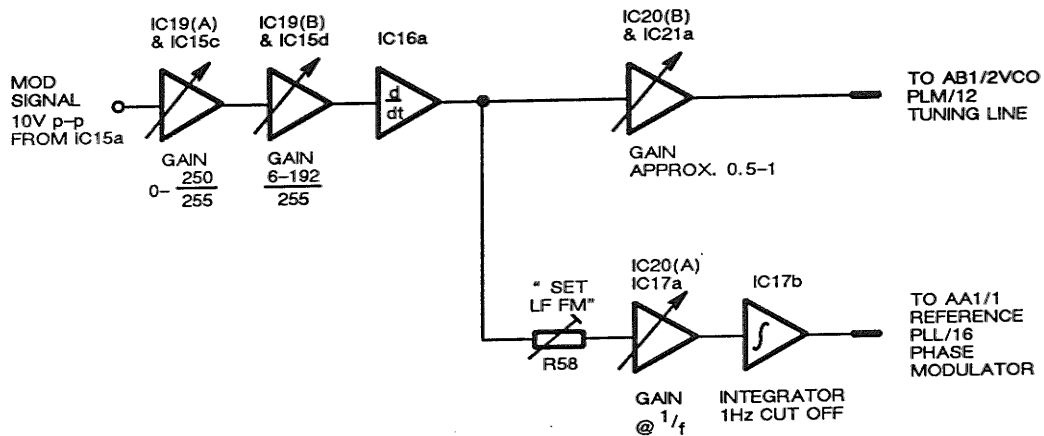 IC19(A)
& IC15c
IC19(B)
& IC15d
IC16a
IC20(B)
& IC21a
MOD
SIGNAL
10V p-p
FROM IC15a
d
dt
TO AB1/2VCO
PLM/12
TUNING LINE
GAIN
0- 250
255
GAIN
6-192
255
GAIN
APPROX. 0.5-1
" SET
LF FM"
R58
IC20(A)
IC17a
IC17b
∫
TO AA1/1
REFERENCE
PLL/16
PHASE
MODULATOR
GAIN
@ 1/f
INTEGRATOR
1Hz CUT OFF